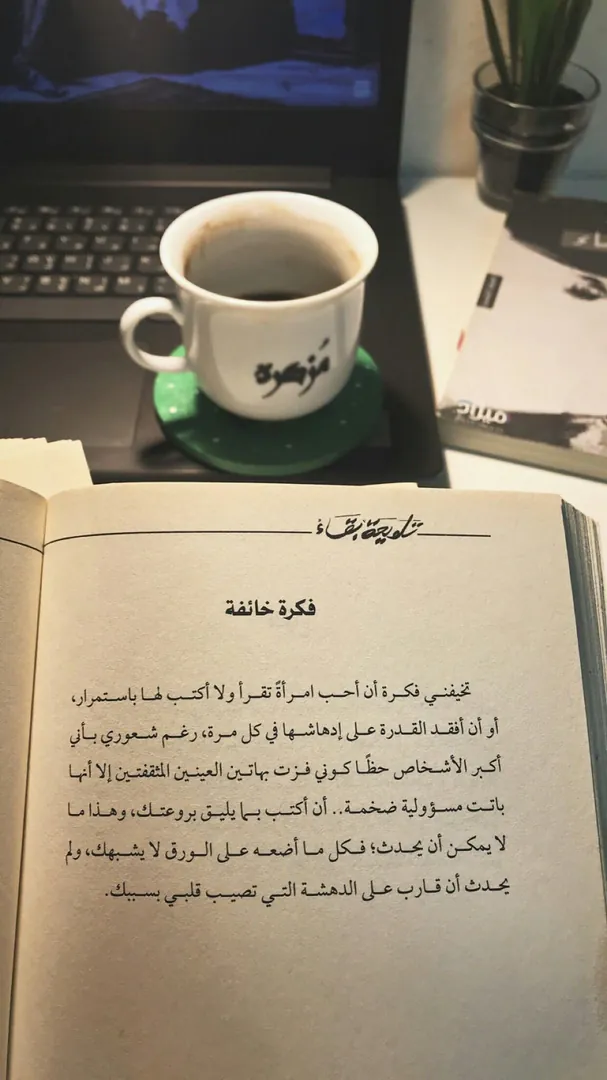 مُزهرة
ميلاد
تلويحة بقاء
فكرة خائفة
تخيفني فكرة أن أحب امرأةً تقرأ ولا أكتب لها باستمرار،
أو أن أفقد القدرة على إدهاشها في كل مرة، رغم شعوري بأني
أكبر الأشخاص حظًا كوني فزت بهاتين العينين المثقفتين إلا أنها
باتت مسؤولية ضخمة.. أن أكتب بما يليق بروعتك، وهذا ما
لا يمكن أن يحدث؛ فكل ما أضعه على الورق لا يشبهك، ولم
يحدث أن قارب على الدهشة التي تصيب قلبي بسببك.